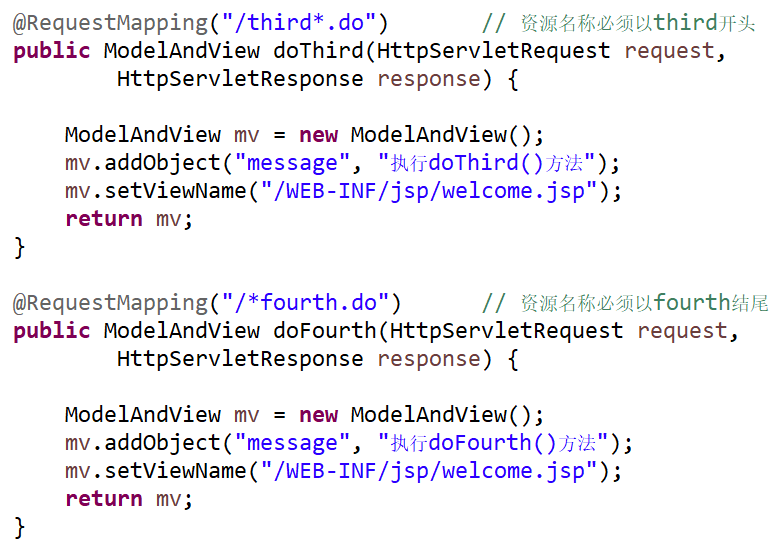 @RequestMapping("/third*.do")       // 资源名称必须以third开头
public ModelAndView doThird(HttpServletRequest request,
        HttpServletResponse response) {
    ModelAndView mv = new ModelAndView();
    mv.addObject("message", "执行doThird()方法");
    mv.setViewName("/WEB-INF/jsp/welcome.jsp");
    return mv;
}
@RequestMapping("/*fourth.do")      // 资源名称必须以fourth结尾
public ModelAndView doFourth(HttpServletRequest request,
        HttpServletResponse response) {
    ModelAndView mv = new ModelAndView();
    mv.addObject("message", "执行doFourth()方法");
    mv.setViewName("/WEB-INF/jsp/welcome.jsp");
    return mv;
}